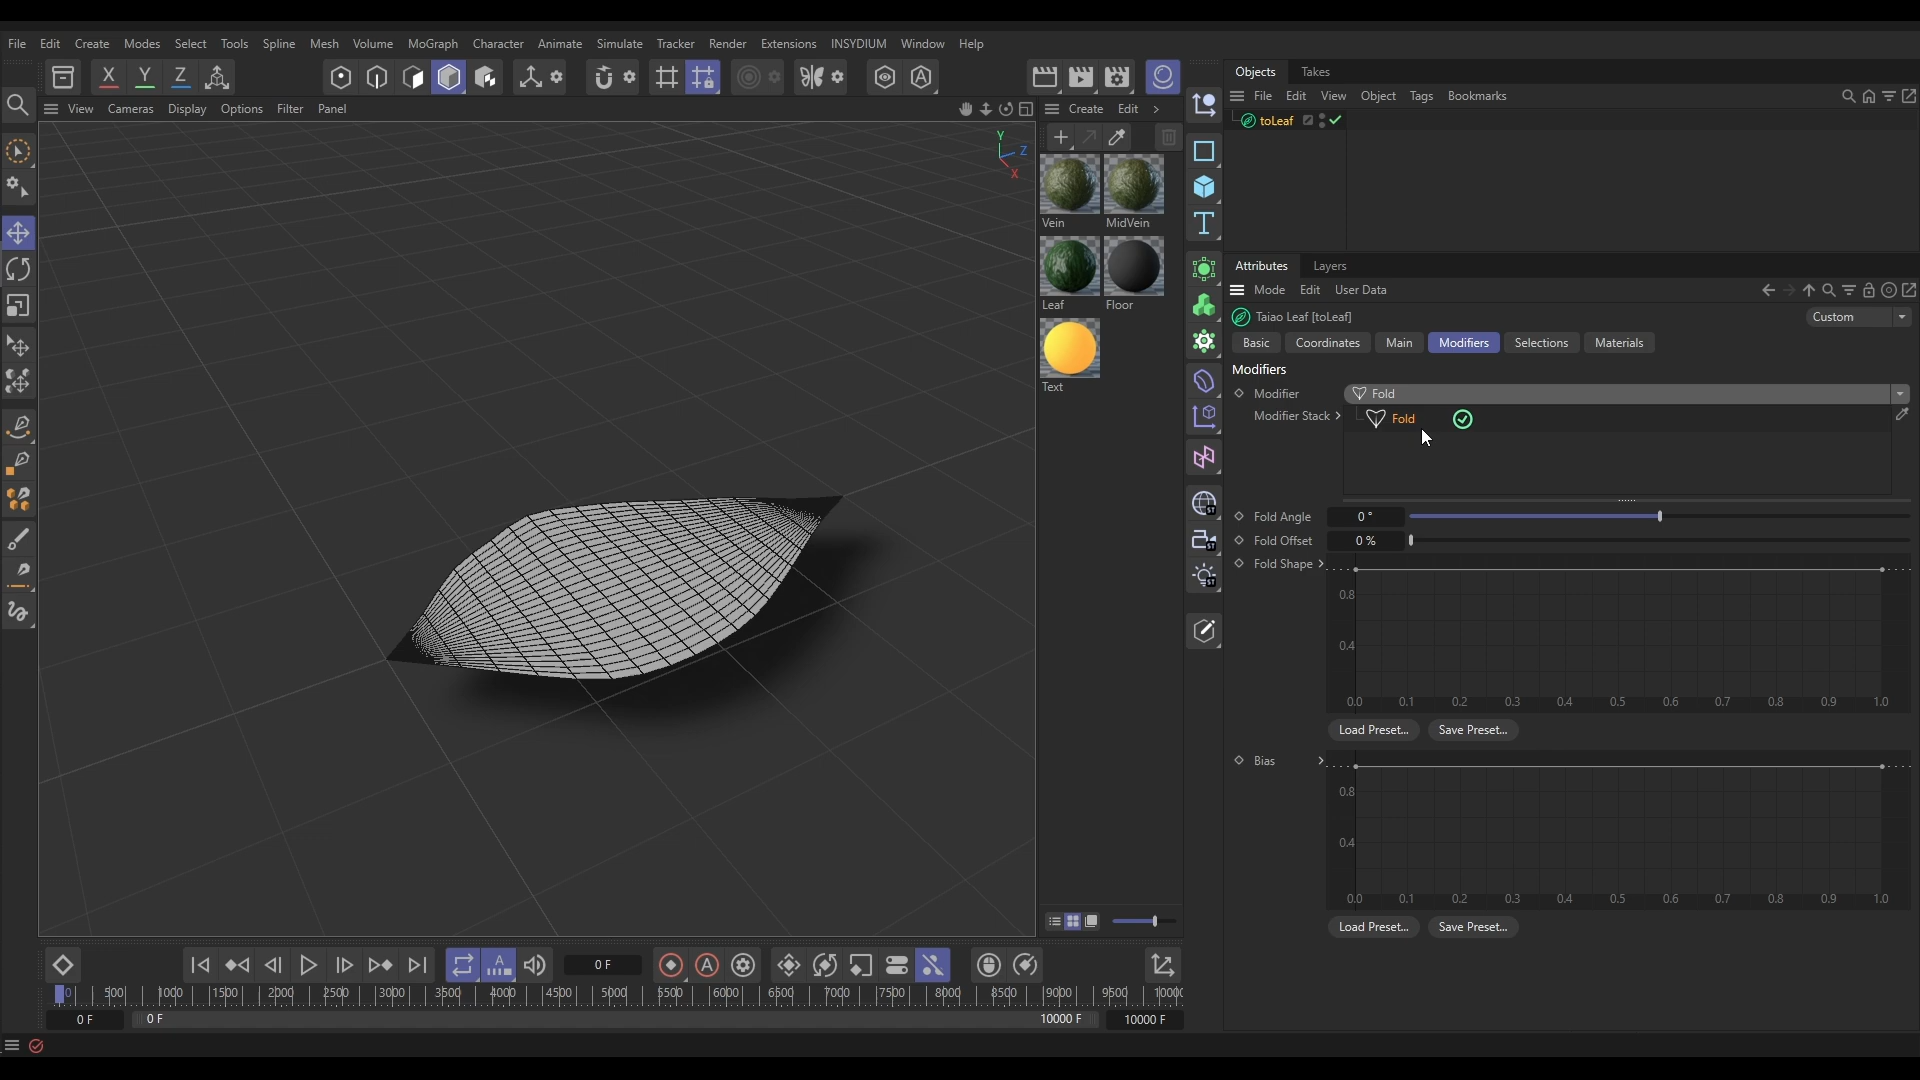 File Edit Create Modes Select Tools Spline Mesh Volume MoGraph Character Animate Simulate Tracker Render Extensions INSYDIUM Window Help
X Y Z
Objects Takes
File Edit View Object Tags Bookmarks
toLeaf
View Cameras Display Options Filter Panel
Create Edit
Y
Z
X
Vein MidVein
Leaf Floor
Text
Attributes Layers
Mode Edit User Data
Taiao Leaf [toLeaf] Custom
Basic Coordinates Main Modifiers Selections Materials
Modifiers
Modifier Fold
Modifier Stack Fold
Fold Angle 0 °
Fold Offset 0 %
Fold Shape
0.8
0.4
0.0 0.1 0.2 0.3 0.4 0.5 0.6 0.7 0.8 0.9 1.0
Load Preset... Save Preset...
Bias
0.8
0.4
0.0 0.1 0.2 0.3 0.4 0.5 0.6 0.7 0.8 0.9 1.0
Load Preset... Save Preset...
0 F
0 500 1000 1500 2000 2500 3000 3500 4000 4500 5000 5500 6000 6500 7000 7500 8000 8500 9000 9500 10000
0 F 0 F 10000 F 10000 F